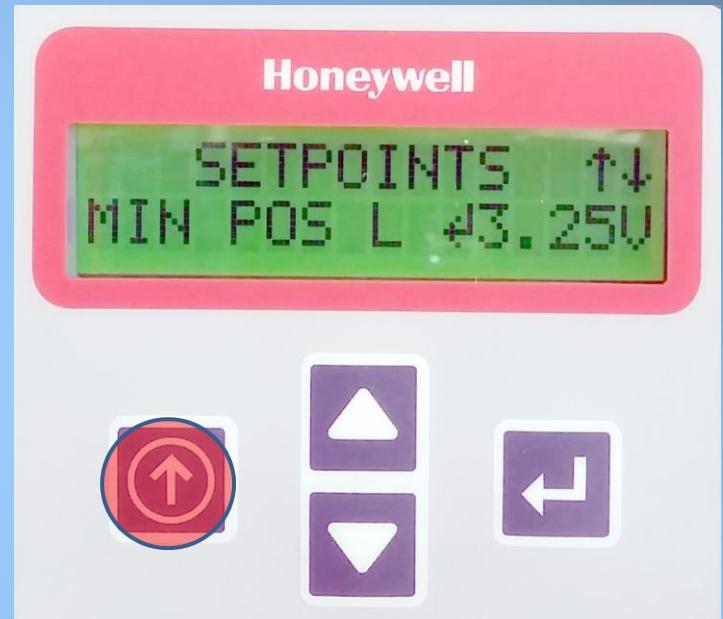 Honeywell
SETPOINTS ↑↓
MIN POS L ↲3.25V